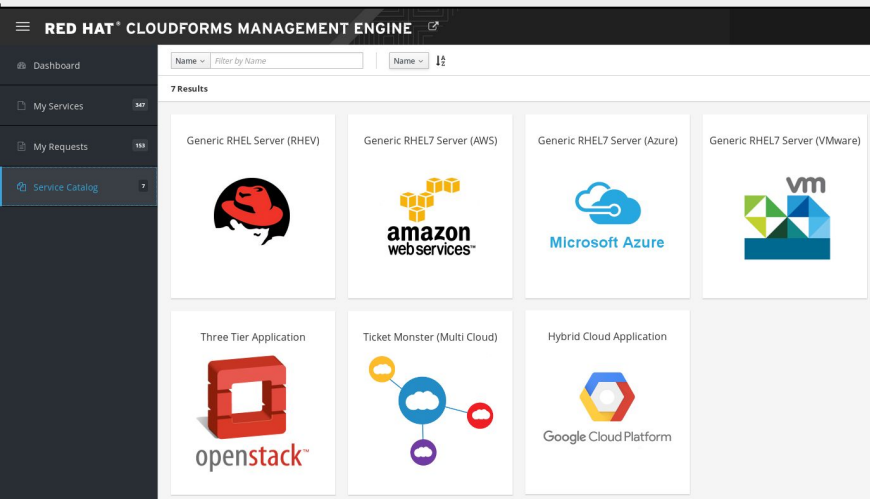 RED HAT® CLOUDFORMS MANAGEMENT ENGINE
Dashboard
My Services 347
My Requests 153
Service Catalog 7
Name Filter by Name Name
7 Results
Generic RHEL Server (RHEV)
Generic RHEL7 Server (AWS)
amazon
webservices™
Generic RHEL7 Server (Azure)
Microsoft Azure
Generic RHEL7 Server (VMware)
vm
Three Tier Application
openstack™
Ticket Monster (Multi Cloud)
Hybrid Cloud Application
Google Cloud Platform